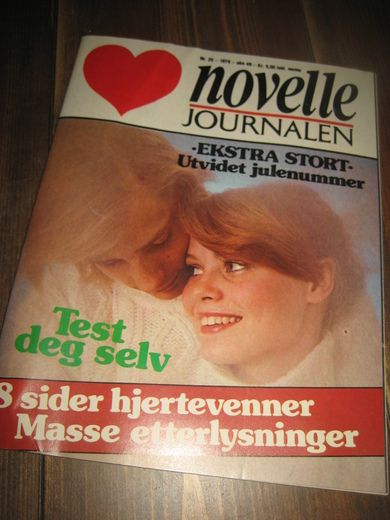 novelle
JOURNALEN
-EKSTRA STORT-
Utvidet julenummer
Test
deg selv
8 sider hjertevenner
Masse etterlysninger